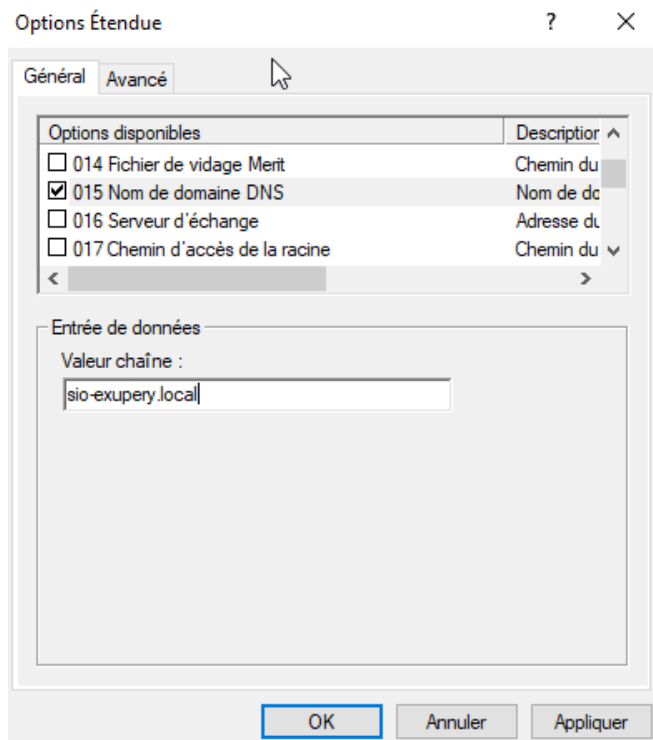 Options Étendue
Général Avancé
Options disponibles Description
014 Fichier de vidage Merit Chemin du
015 Nom de domaine DNS Nom de do
016 Serveur d'échange Adresse du
017 Chemin d'accès de la racine Chemin du
Entrée de données
Valeur chaîne :
sio-exupery.local
OK Annuler Appliquer